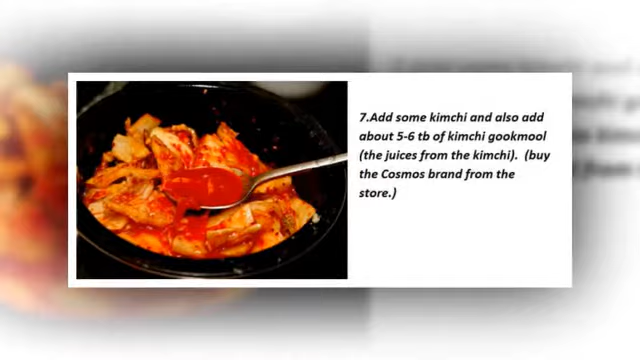 7.Add some kimchi and also add
about 5-6 tb of kimchi gookmool
(the juices from the kimchi).  (buy
the Cosmos brand from the
store.)